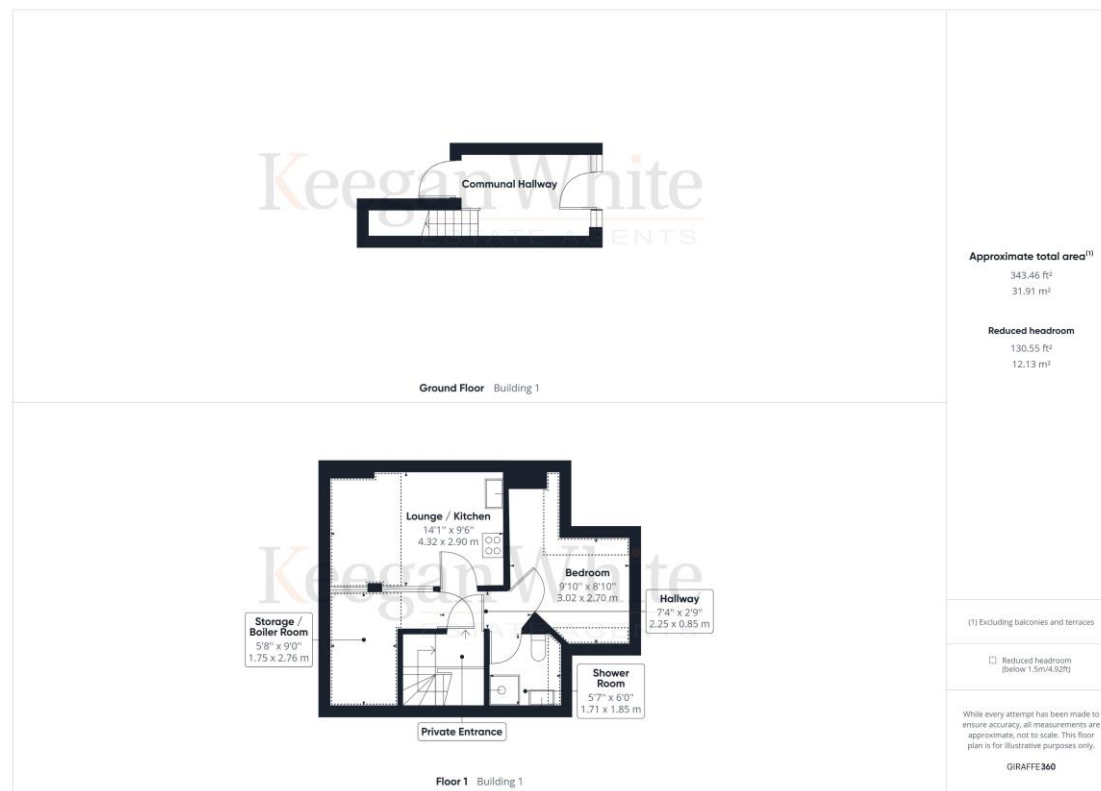 Keegan White
ESTATE AGENTS
Communal Hallway
Ground Floor Building 1
Keegan White
ESTATE AGENTS
Lounge / Kitchen
14'1" x 9'6"
4.32 x 2.90 m
Bedroom
9'10" x 8'10"
3.02 x 2.70 m
Hallway
7'4" x 2'9"
2.25 x 0.85 m
Storage /
Boiler Room
5'8" x 9'0"
1.75 x 2.76 m
Shower
Room
5'7" x 6'0"
1.71 x 1.85 m
Private Entrance
Floor 1 Building 1
Approximate total area(1)
343.46 ft²
31.91 m²
Reduced headroom
130.55 ft²
12.13 m²
(1) Excluding balconies and terraces
Reduced headroom
(below 1.5m/4.92ft)
While every attempt has been made to
ensure accuracy, all measurements are
approximate, not to scale. This floor
plan is for illustrative purposes only.
GIRAFFE360